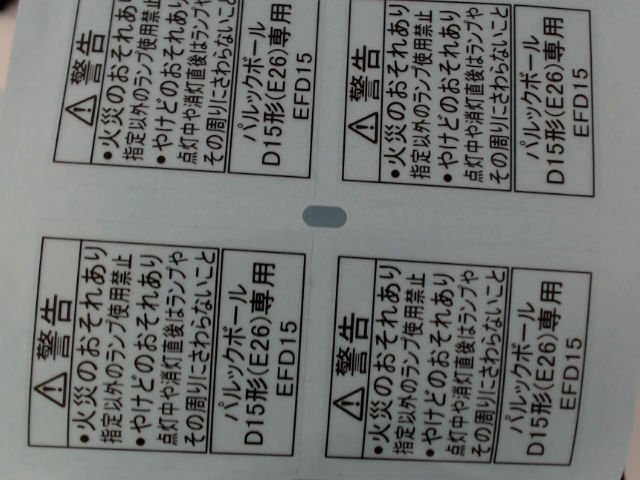 ⚠警告
•火災のおそれあり
指定以外のランプ使用禁止
•やけどのおそれあり
点灯中や消灯直後はランプや
その周りにさわらないこと
パルックボール
D15形(E26)専用
EFD15
⚠警告
•火災のおそれあり
指定以外のランプ使用禁止
•やけどのおそれあり
点灯中や消灯直後はランプや
その周りにさわらないこと
パルックボール
D15形(E26)専用
EFD15
⚠警告
•火災のおそれあり
指定以外のランプ使用禁止
•やけどのおそれあり
点灯中や消灯直後はランプや
その周りにさわらないこと
パルックボール
D15形(E26)専用
EFD15
⚠警告
•火災のおそれあり
指定以外のランプ使用禁止
•やけどのおそれあり
点灯中や消灯直後はランプや
その周りにさわらないこと
パルックボール
D15形(E26)専用
EFD15